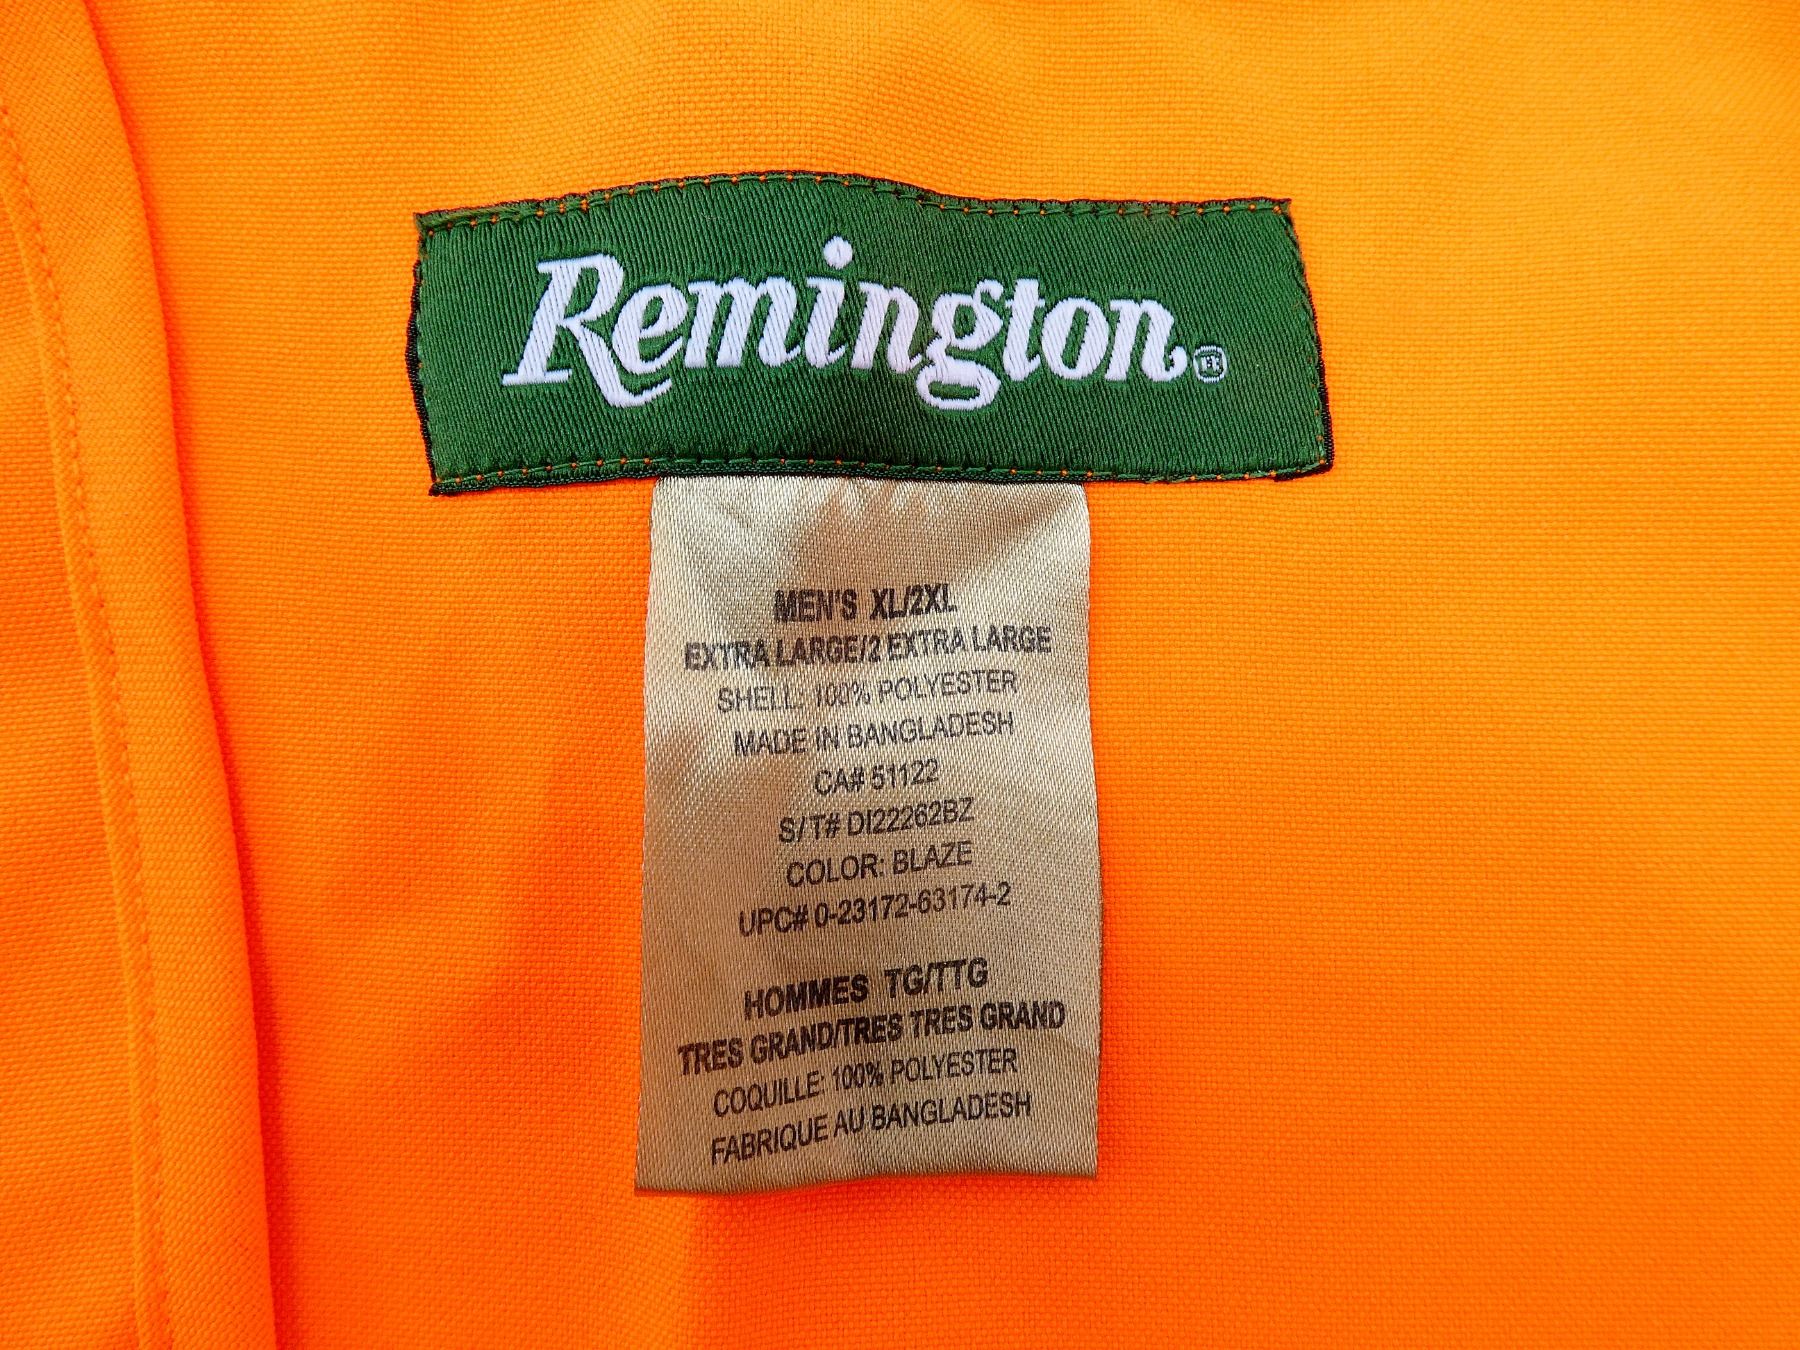 Remington®
MEN'S XL/2XL
EXTRA LARGE/2 EXTRA LARGE
SHELL: 100% POLYESTER
MADE IN BANGLADESH
CA# 51122
S/T# DI22262BZ
COLOR: BLAZE
UPC# 0-23172-63174-2
HOMMES TG/TTG
TRES GRAND/TRES TRES GRAND
COQUILLE: 100% POLYESTER
FABRIQUE AU BANGLADESH